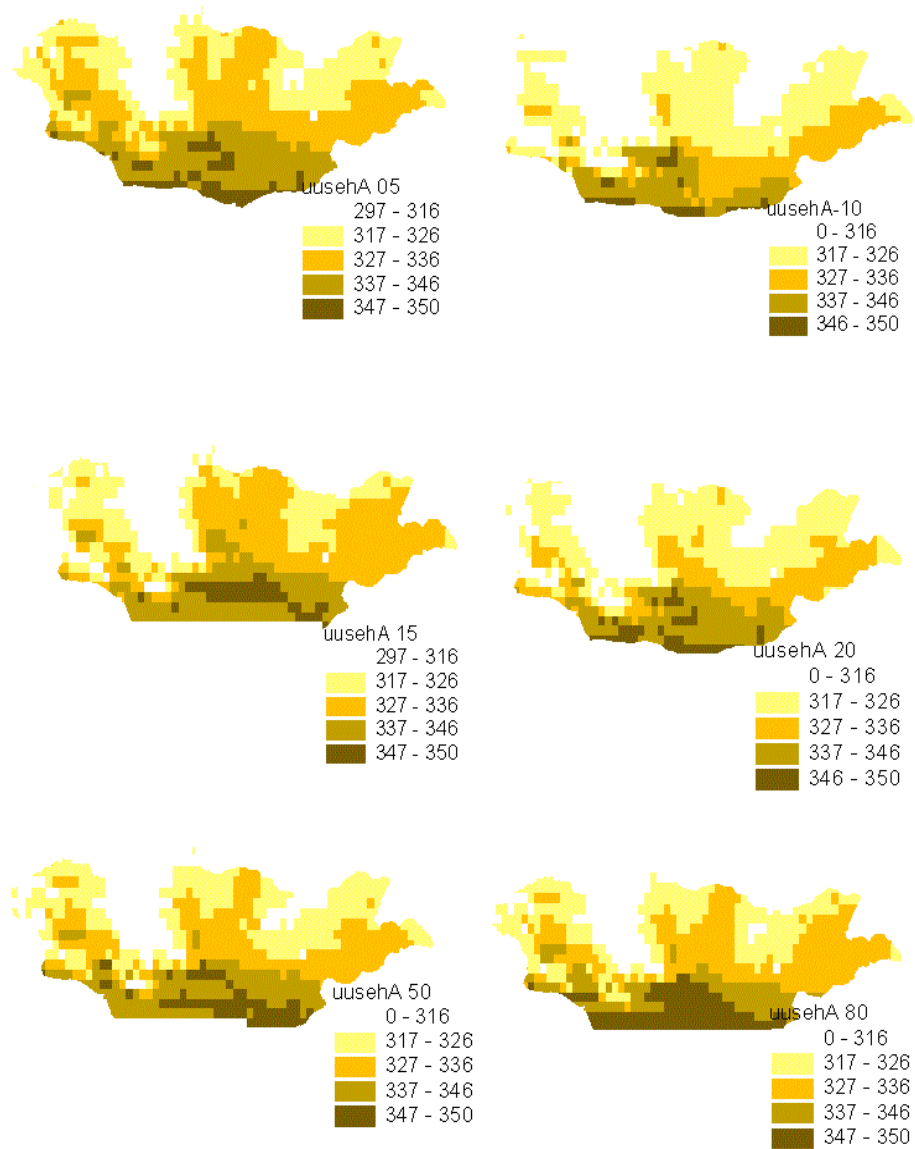 uusehA 05
297 - 316
317 - 326
327 - 336
337 - 346
347 - 350
uusehA-10
0 - 316
317 - 326
327 - 336
337 - 346
346 - 350
uusehA 15
297 - 316
317 - 326
327 - 336
337 - 346
347 - 350
uusehA 20
0 - 316
317 - 326
327 - 336
337 - 346
346 - 350
uusehA 50
0 - 316
317 - 326
327 - 336
337 - 346
347 - 350
uusehA 80
0 - 316
317 - 326
327 - 336
337 - 346
347 - 350